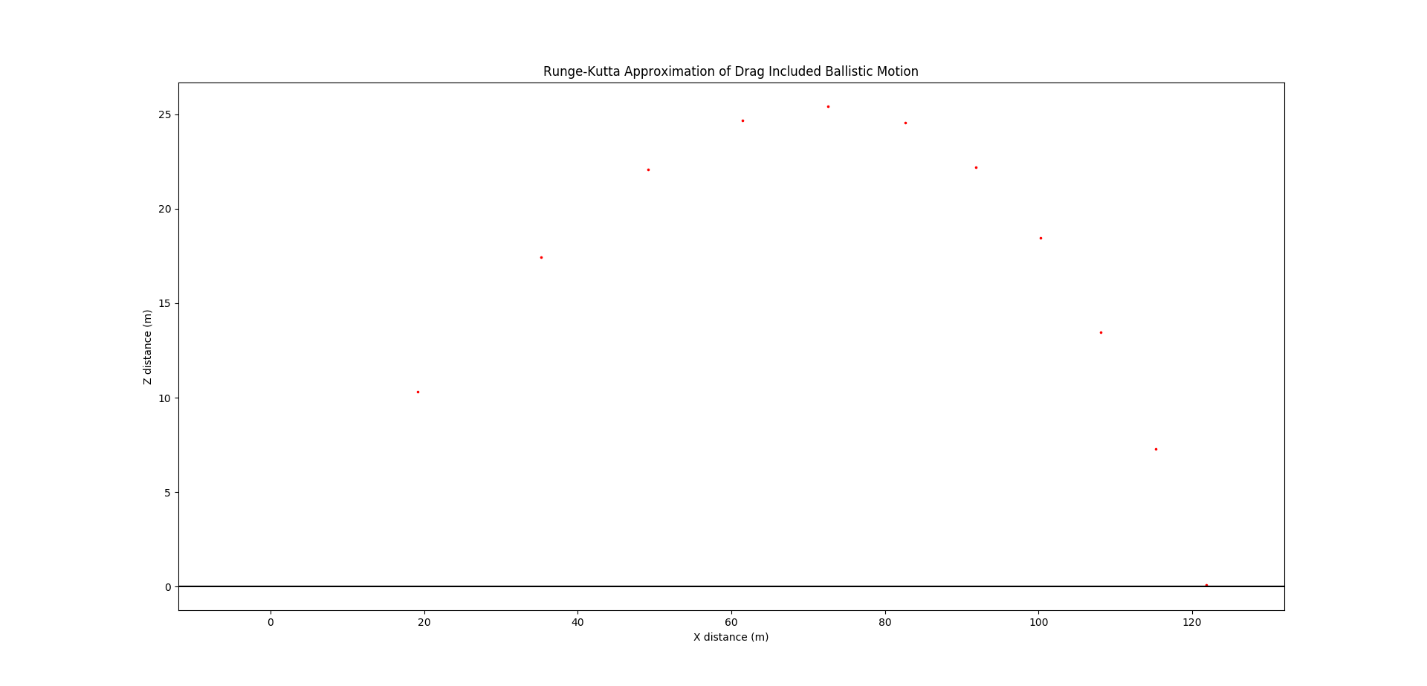 Runge-Kutta Approximation of Drag Included Ballistic Motion
25
20
15
10
5
0
Z distance (m)
0 20 40 60 80 100 120
X distance (m)